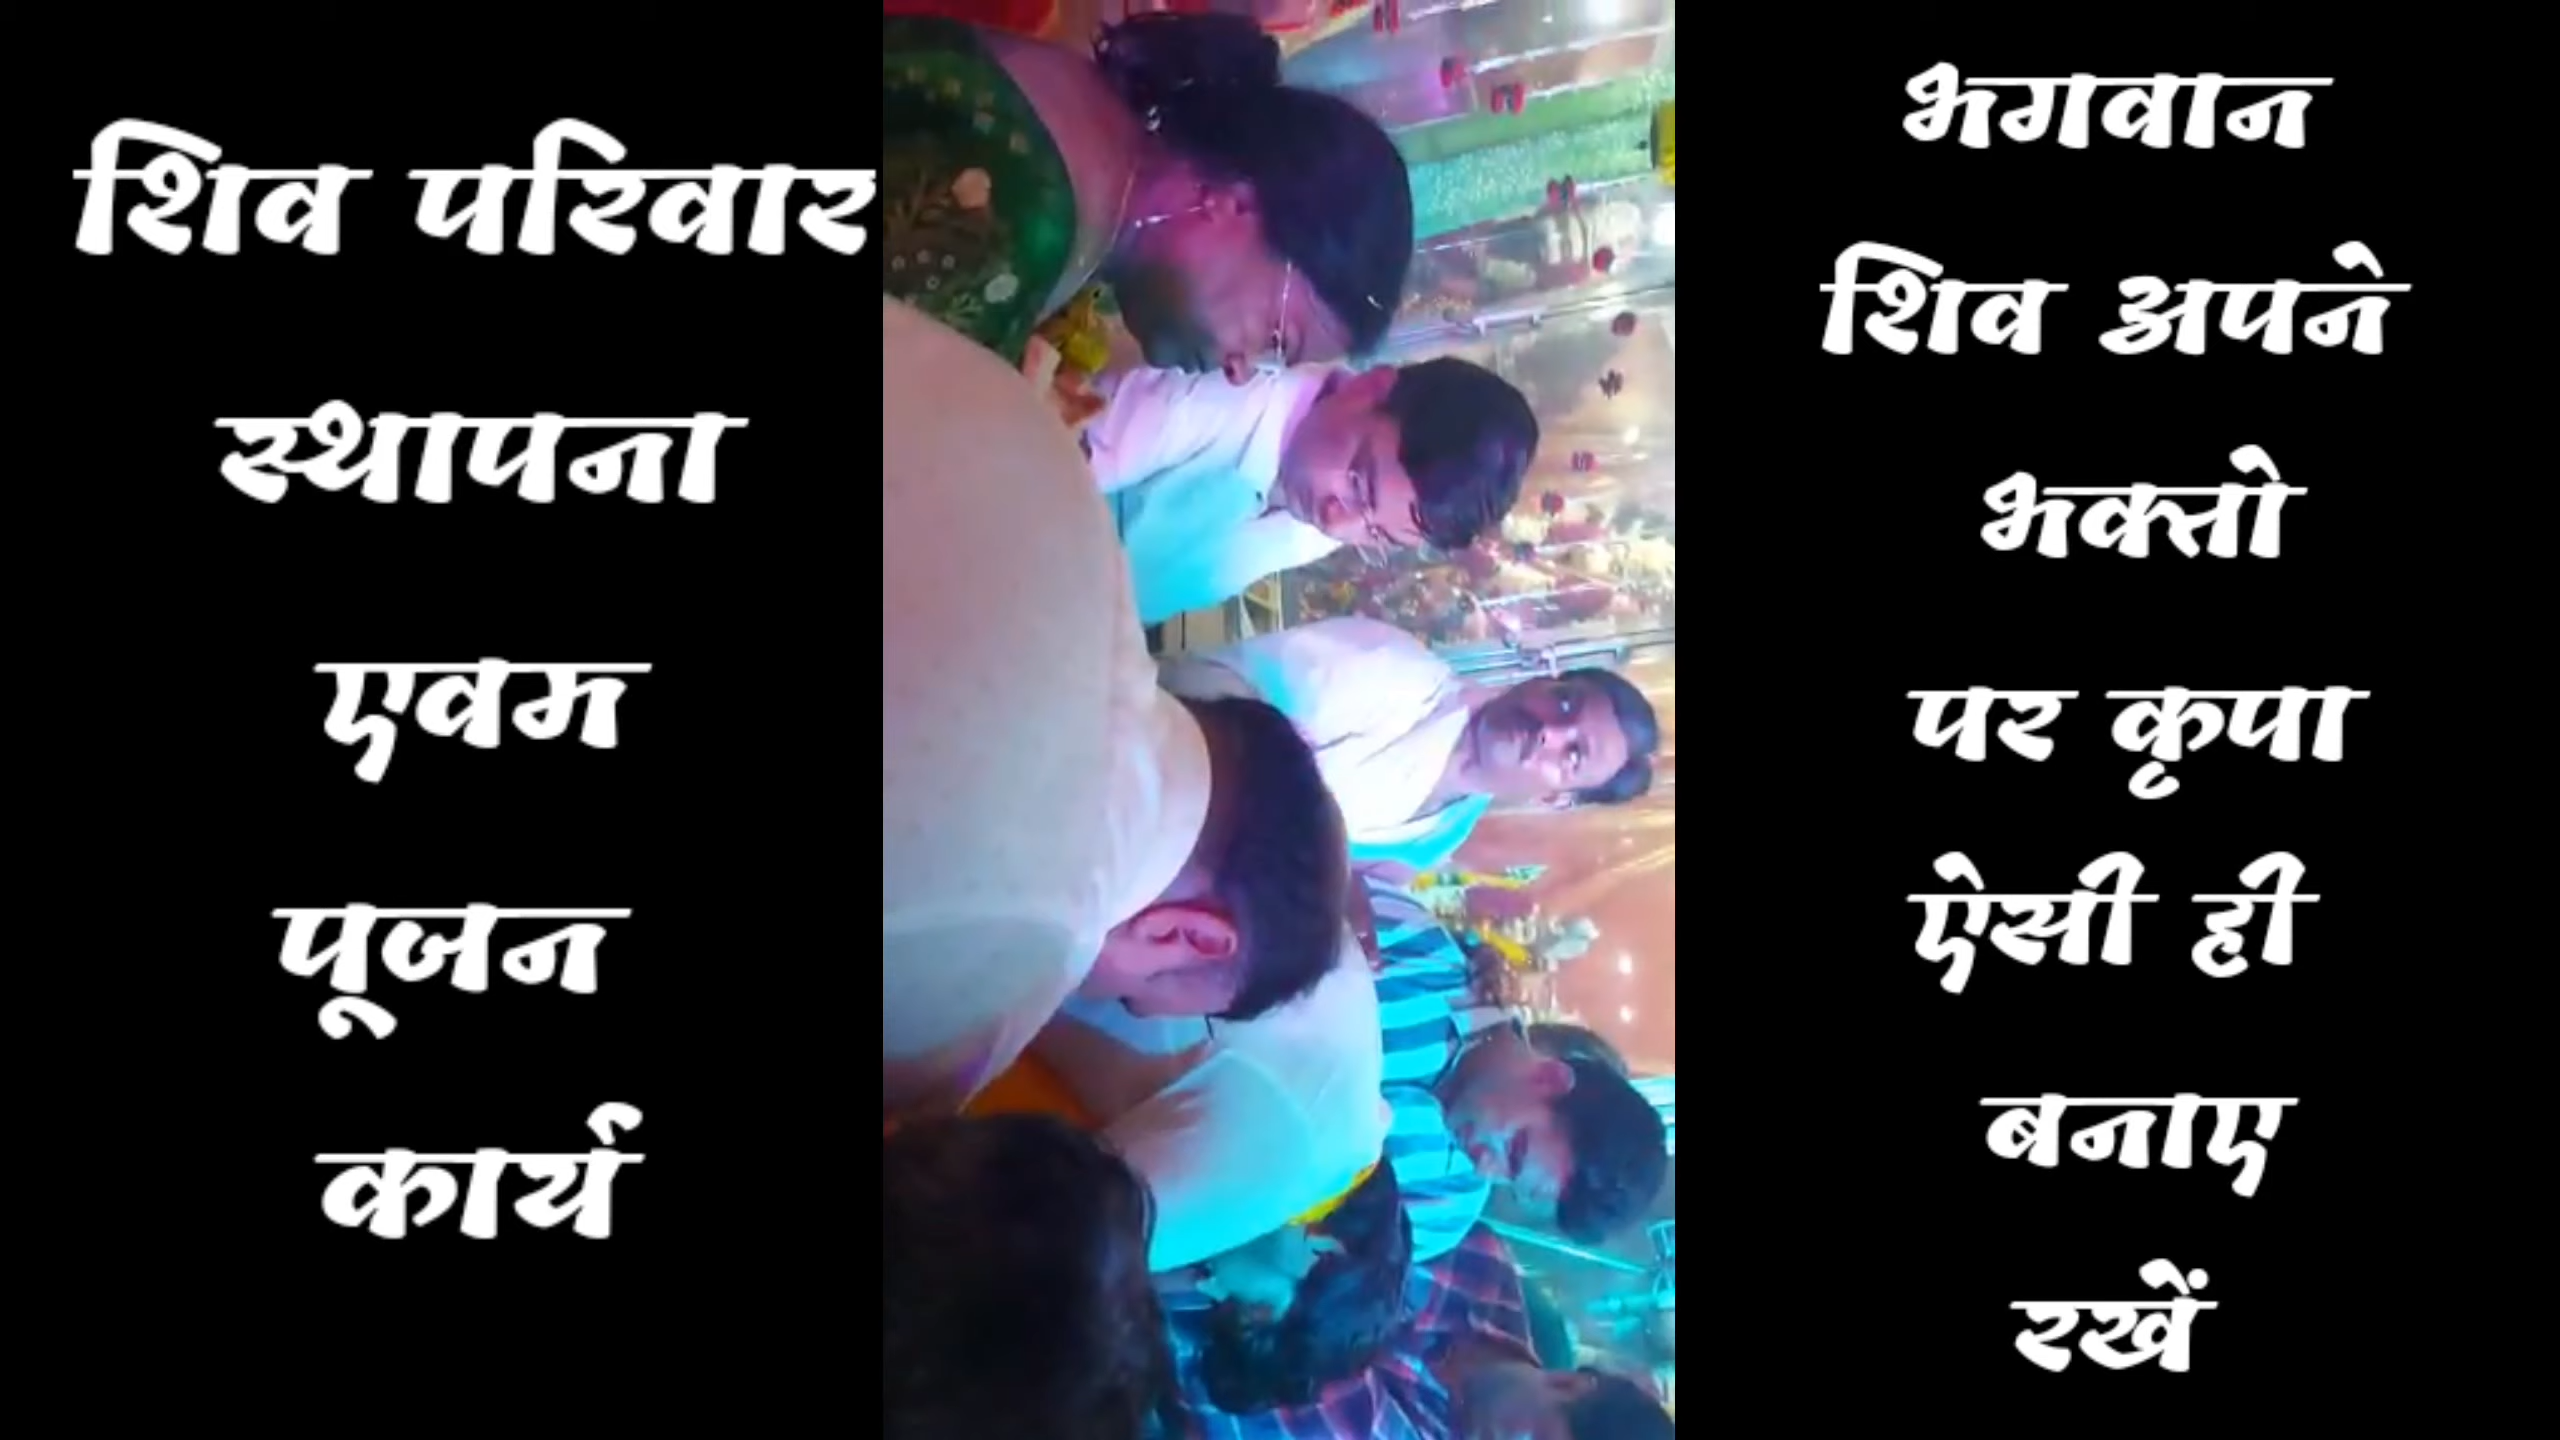 शिव परिवार
स्थापना
एवम
पूजन
कार्य
भगवान
शिव अपने
भक्तो
पर कृपा
ऐसी ही
बनाए
रखें